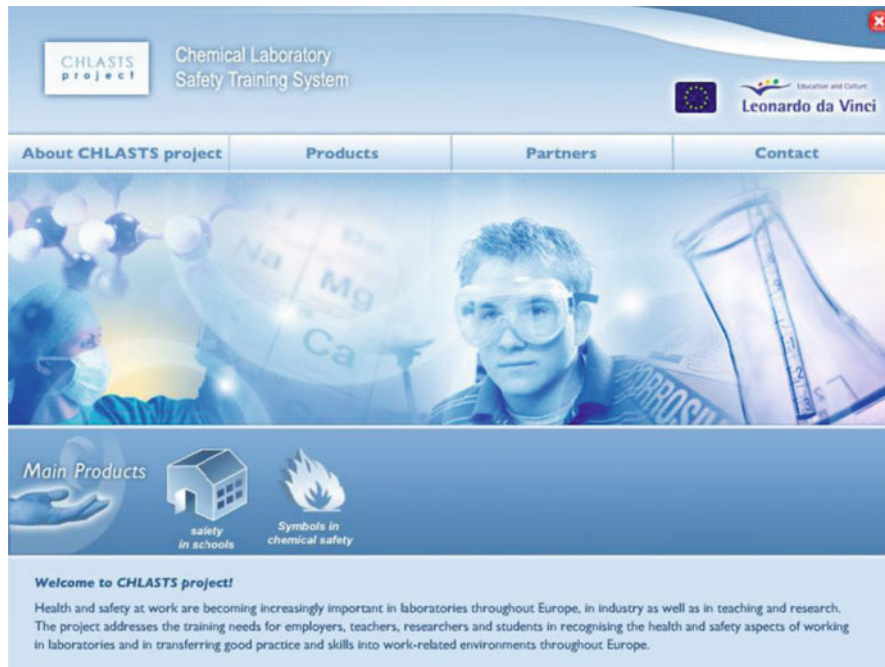 CHLASTS
project
Chemical Laboratory
Safety Training System
Education and Culture
Leonardo da Vinci
About CHLASTS project
Products
Partners
Contact
Na
Mg
Ca
CORROSIV
Main Products
safety
in schools
Symbols in
chemical safety
Welcome to CHLASTS project!
Health and safety at work are becoming increasingly important in laboratories throughout Europe, in industry as well as in teaching and research.
The project addresses the training needs for employers, teachers, researchers and students in recognising the health and safety aspects of working
in laboratories and in transferring good practice and skills into work-related environments throughout Europe.